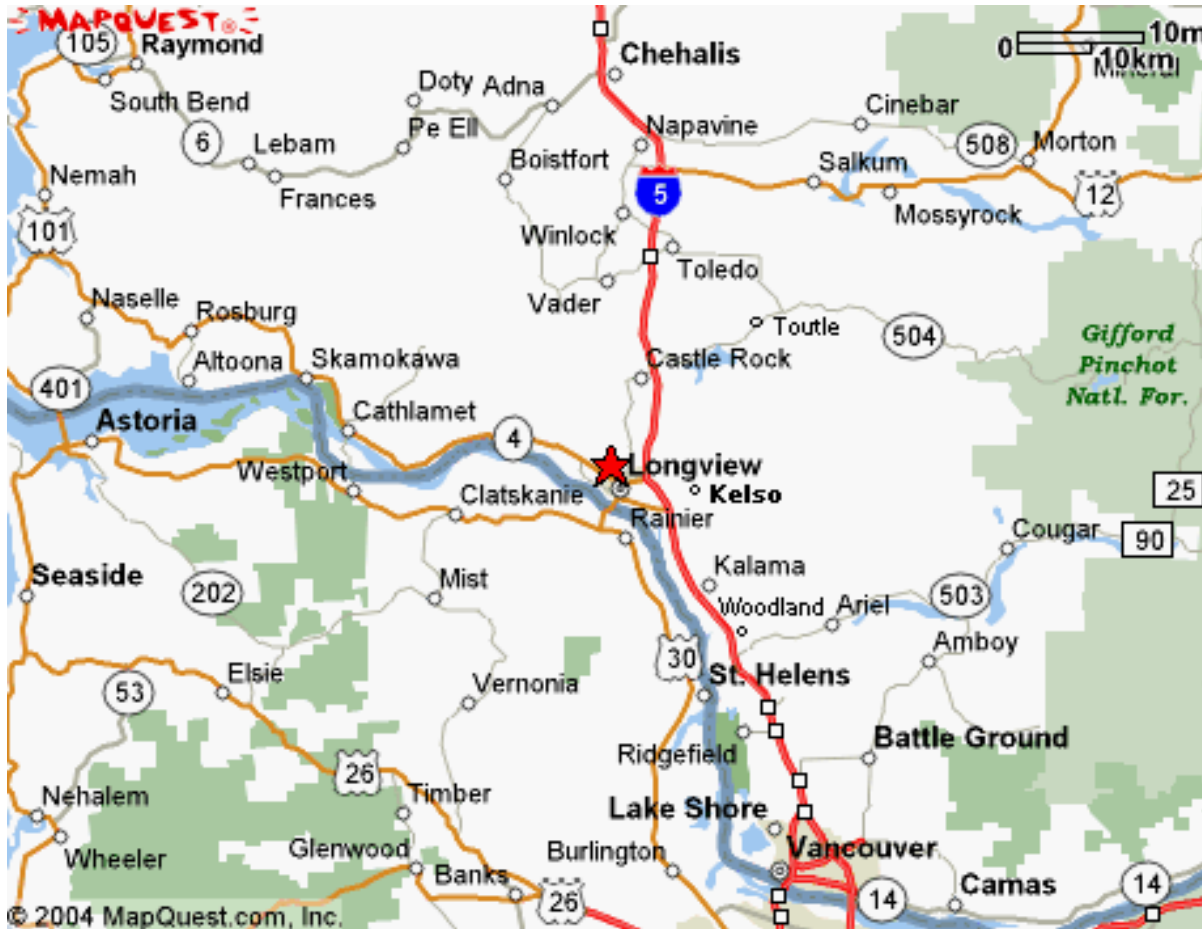 MAPQUEST®
105
Raymond
Chehalis
0
10m
10km
Mineral
South Bend
Doty
Adna
Cinebar
6
Pe Ell
Napavine
508
Morton
Lebam
Boistfort
Salkum
Nemah
Frances
5
Mossyrock
12
101
Winlock
Toledo
Vader
Naselle
Rosburg
Toutle
504
Gifford
Pinchot
Natl. For.
Altoona
Skamokawa
Castle Rock
401
Astoria
Cathlamet
4
Longview
Westport
Clatskanie
Kelso
25
Rainier
Cougar
90
Seaside
202
Mist
Kalama
503
Woodland
Ariel
Amboy
30
Elsie
53
Vernonia
St. Helens
Ridgefield
Battle Ground
26
Nehalem
Timber
Lake Shore
Wheeler
Glenwood
Burlington
Vancouver
Banks
26
14
Camas
14
© 2004 MapQuest.com, Inc.